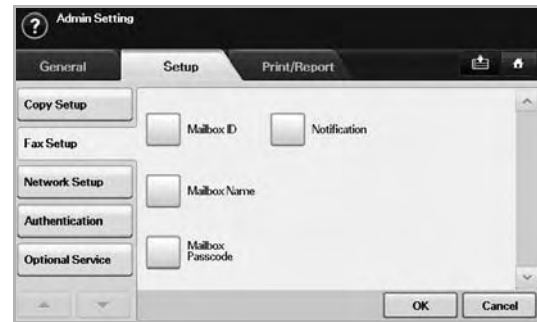 ? Admin Setting
General Setup Print/Report
Copy Setup
Mailbox ID Notification
Fax Setup
Network Setup
Mailbox Name
Authentication
Mailbox
Passcode
Optional Service
OK Cancel